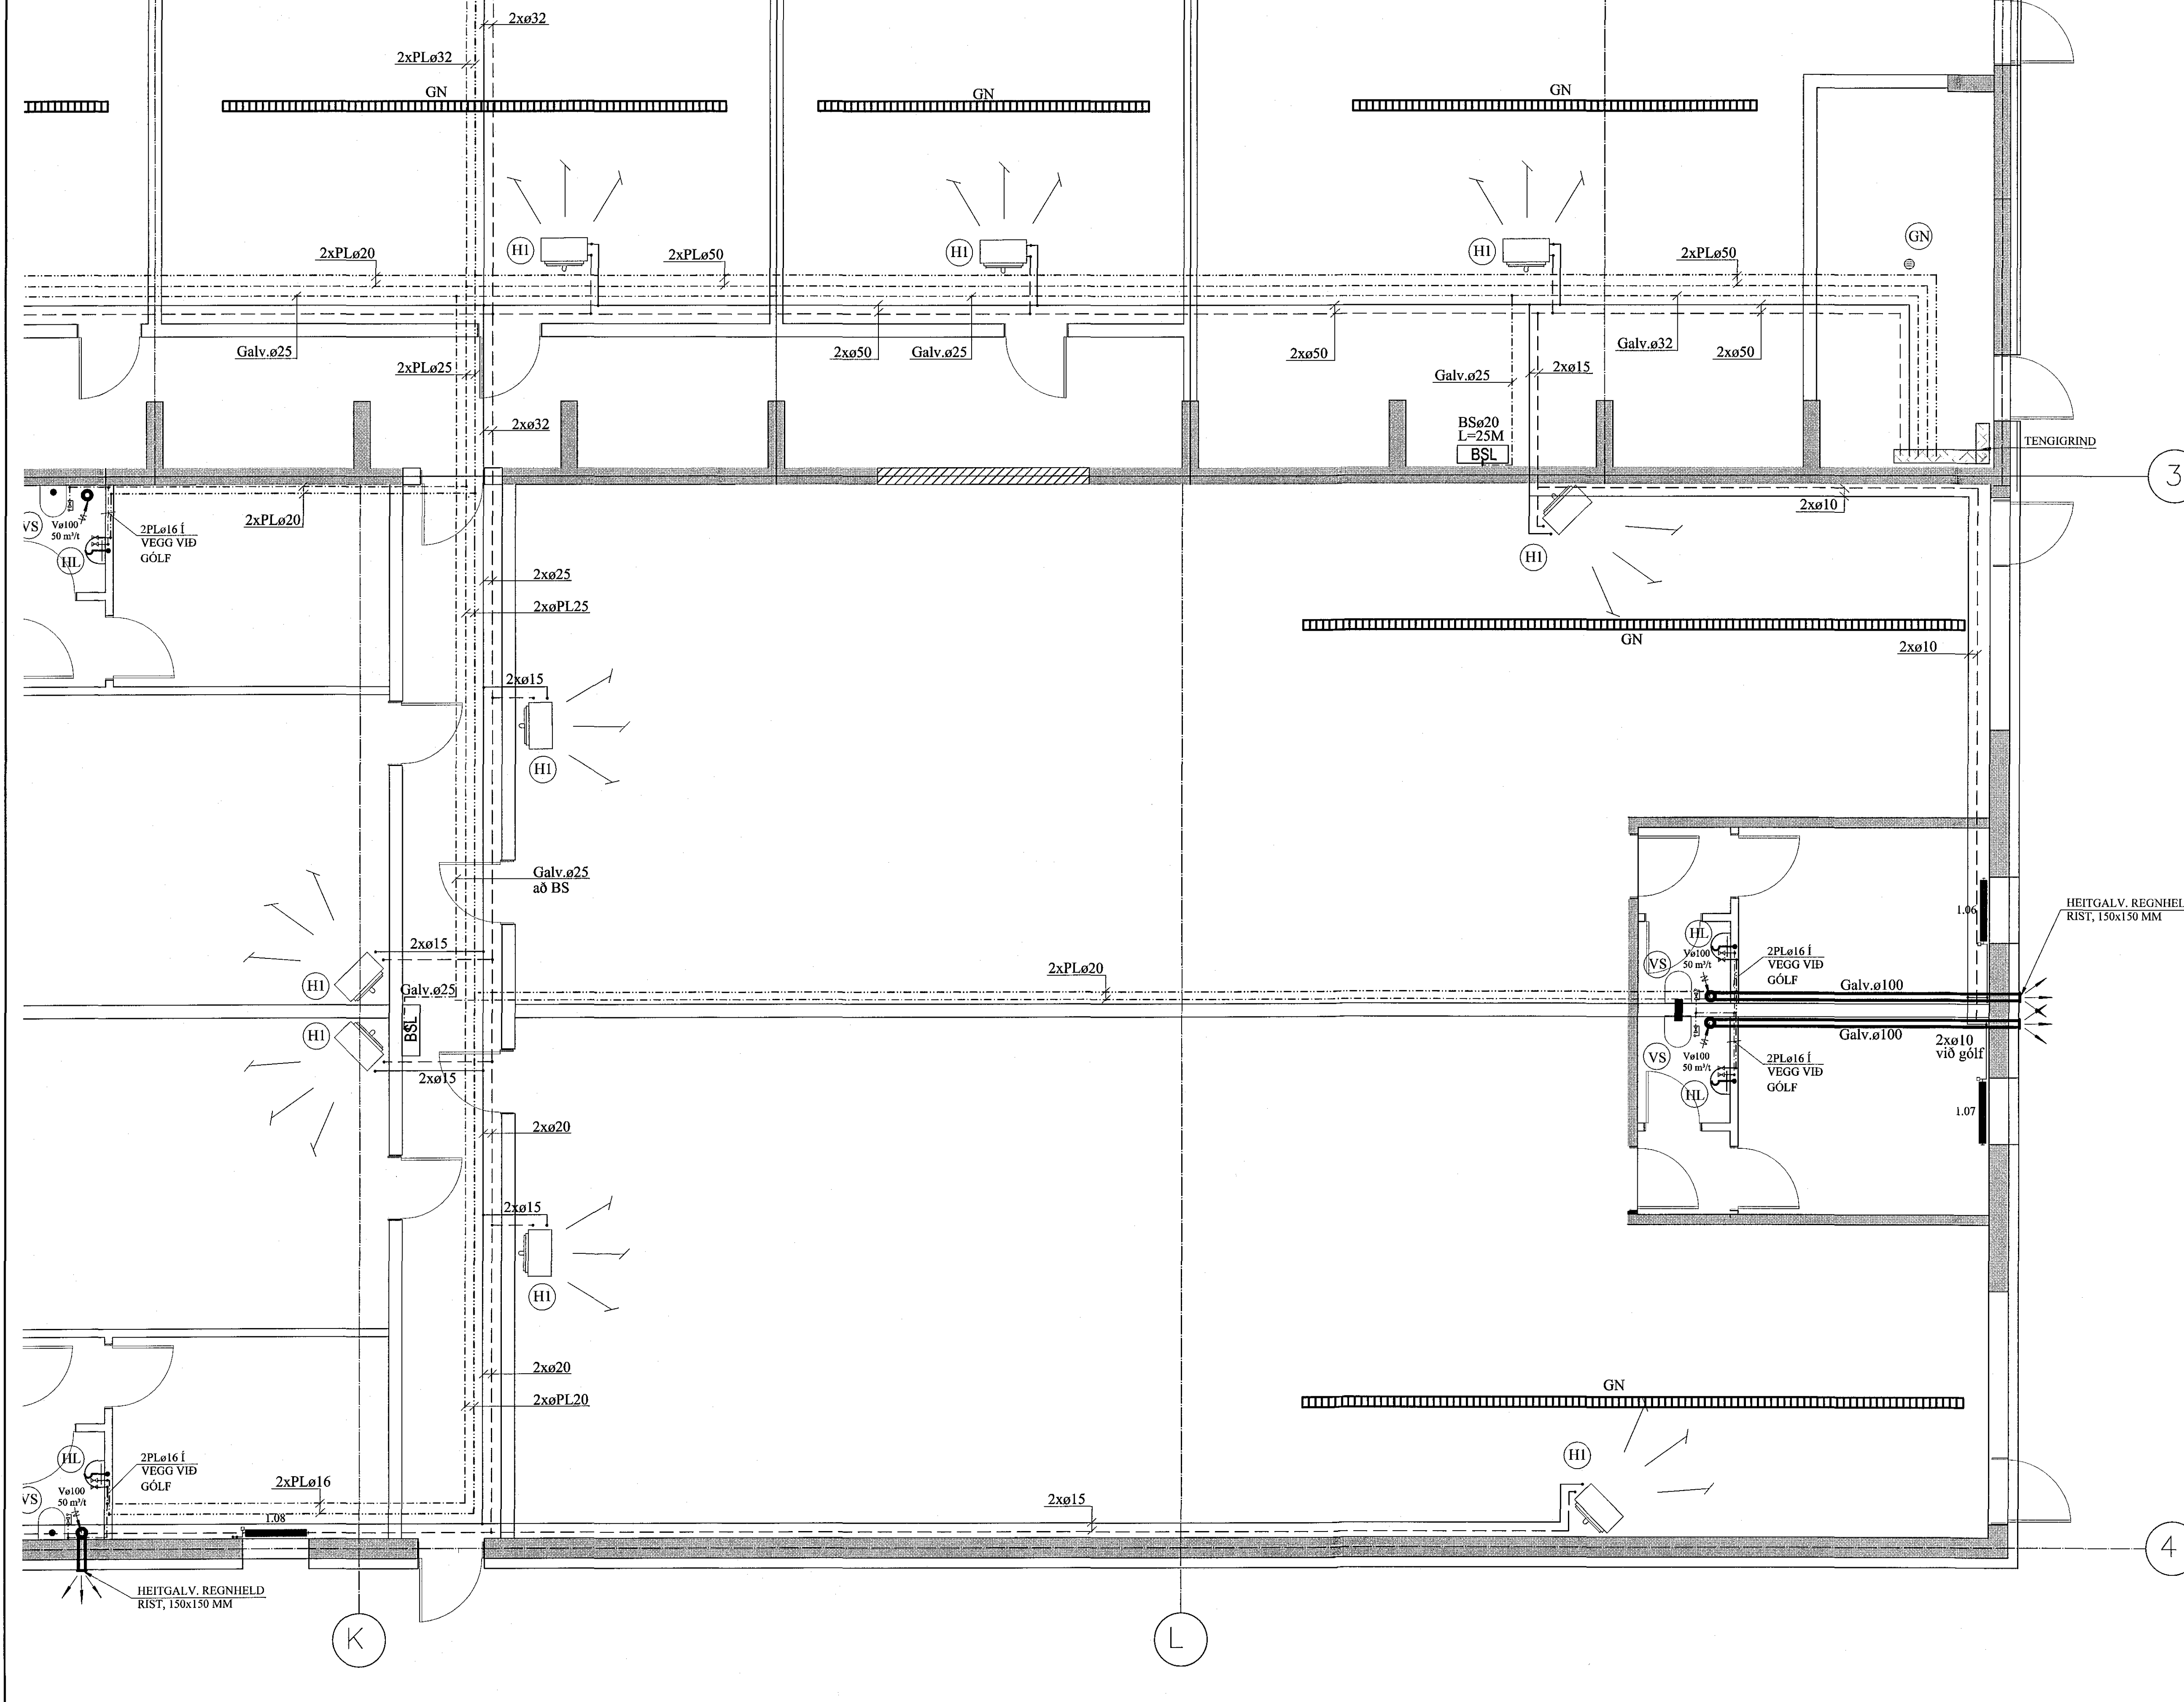 2xø32
2xPLø32
GN
GN
GN
H1
H1
H1
GN
2xPLø20
2xPLø50
2xPLø50
Galv.ø25
2xø50
Galv.ø25
2xø50
Galv.ø32
2xø50
2xPLø25
Galv.ø25
2xø15
2xø32
BSø20
L=25M
BSL
TENGIGRIND
3
VS
Vø100
50 m³/t
HL
2PLø16 Í
VEGG VIÐ
GÓLF
2xPLø20
2xø10
H1
2xø25
2xøPL25
GN
2xø10
2xø15
H1
Galv.ø25
að BS
1.06
HEITGALV. REGNHEL
RIST, 150x150 MM
2xø15
H1
Galv.ø25
BSL
H1
2xø15
2xPLø20
HL
VS
Vø100
50 m³/t
2PLø16 Í
VEGG VIÐ
GÓLF
Galv.ø100
Galv.ø100
2xø10
við gólf
VS
Vø100
50 m³/t
HL
2PLø16 Í
VEGG VIÐ
GÓLF
1.07
2xø20
2xø15
H1
2xø20
2xøPL20
GN
H1
HL
2PLø16 Í
VEGG VIÐ
GÓLF
VS
Vø100
50 m³/t
2xPLø16
1.08
2xø15
4
HEITGALV. REGNHELD
RIST, 150x150 MM
K
L